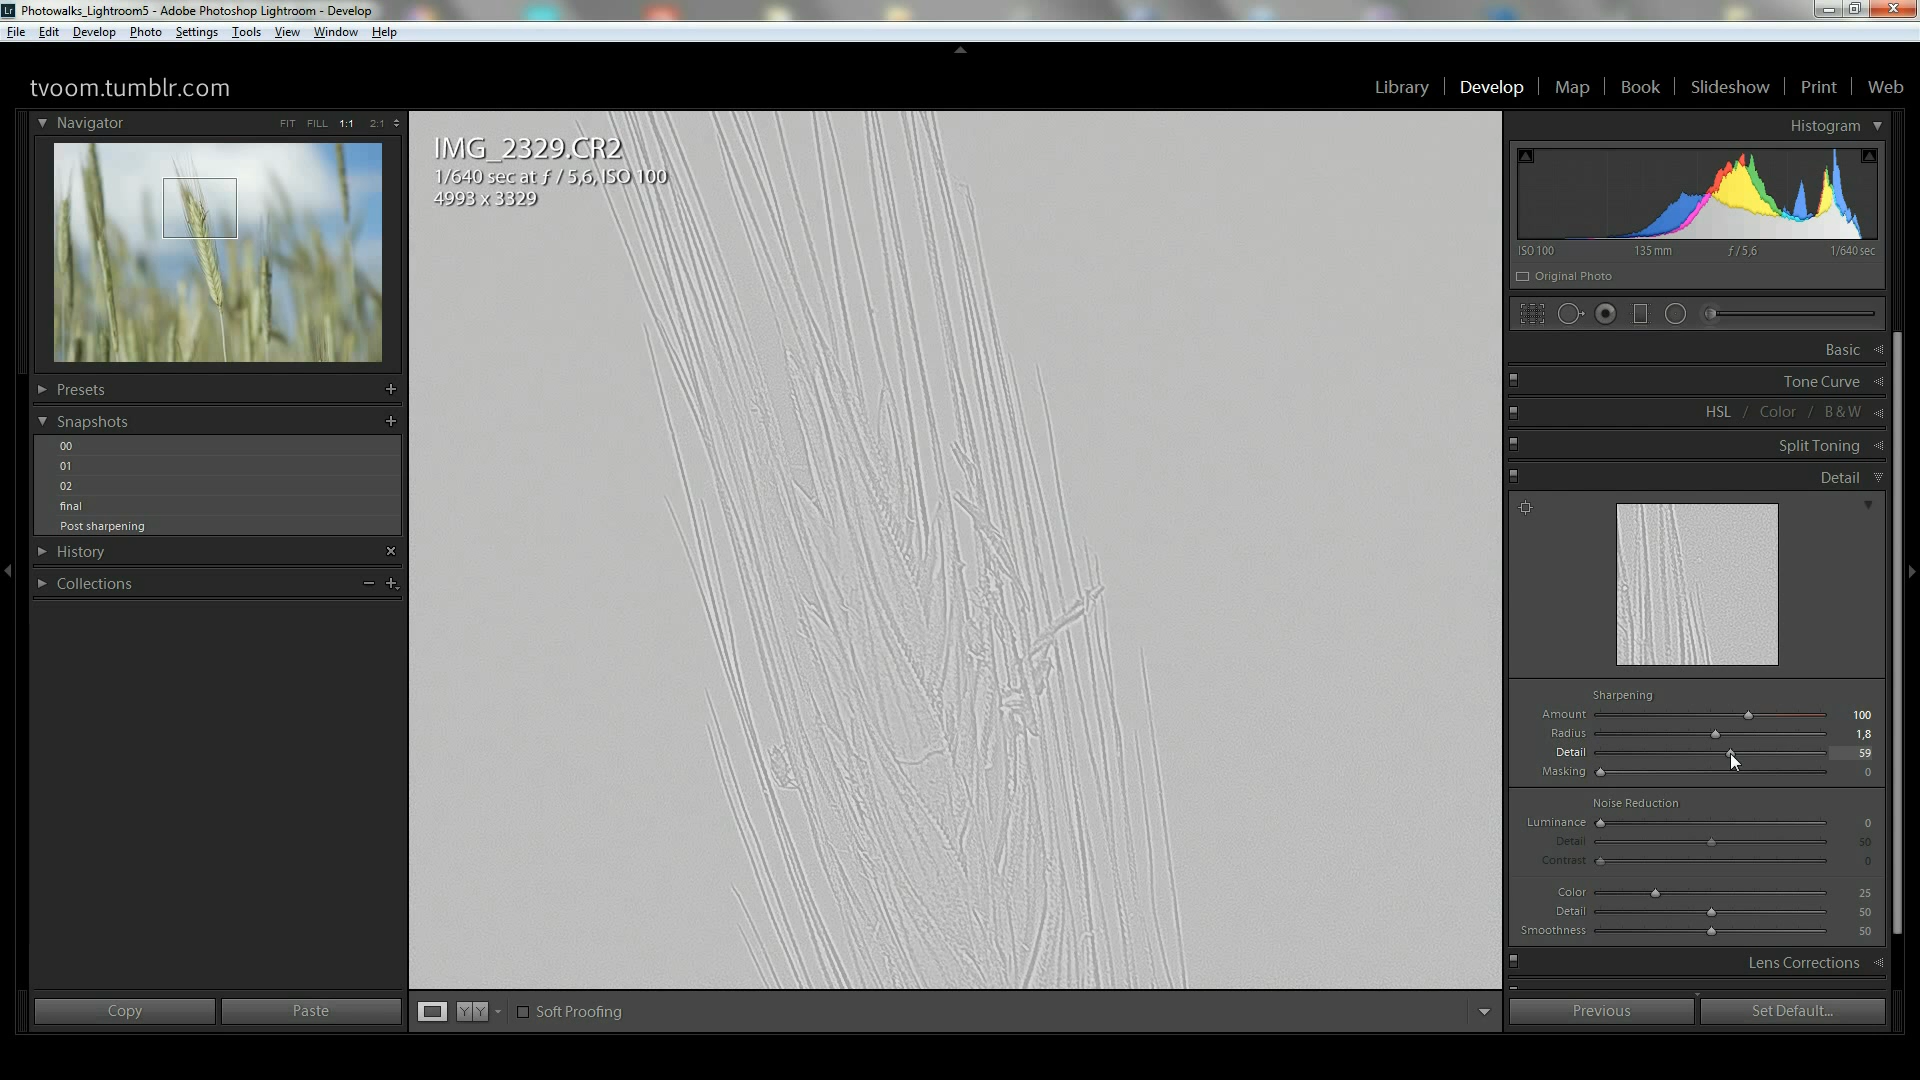 Lr Photowalks_Lightroom5 - Adobe Photoshop Lightroom - Develop
File Edit Develop Photo Settings Tools View Window Help
tvoom.tumblr.com
Library Develop Map Book Slideshow Print Web
Navigator FIT FILL 1:1 2:1
Presets
Snapshots
00
01
02
final
Post sharpening
History
Collections
Copy Paste
IMG_2329.CR2
1/640 sec at ƒ / 5,6, ISO 100
4993 x 3329
YY Soft Proofing
Histogram
ISO 100 135 mm ƒ / 5,6 1/640 sec
Original Photo
Basic
Tone Curve
HSL / Color / B & W
Split Toning
Detail
Sharpening
Amount 100
Radius 1,8
Detail 59
Masking 0
Noise Reduction
Luminance 0
Detail 50
Contrast 0
Color 25
Detail 50
Smoothness 50
Lens Corrections
Previous Set Default...